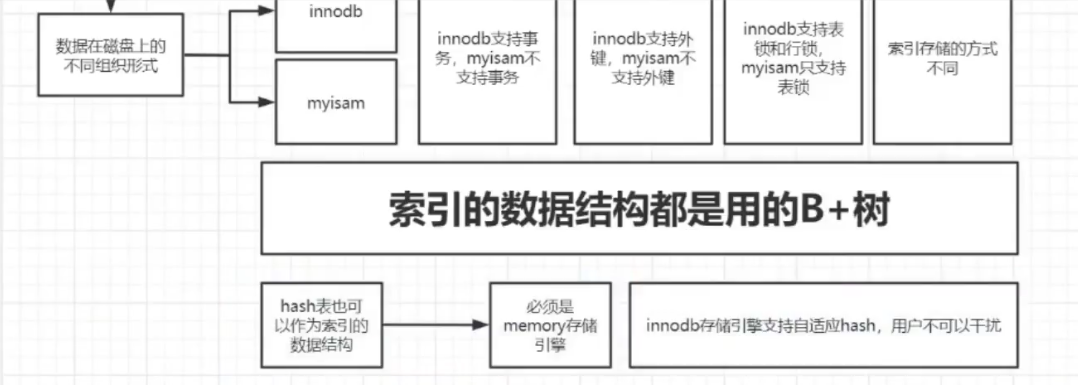 数据在磁盘上的
不同组织形式
innodb
myisam
innodb支持事
务，myisam不
支持事务
innodb支持外
键，myisam不
支持外键
innodb支持表
锁和行锁，
myisam只支持
表锁
索引存储的方式
不同
索引的数据结构都是用的B+树
hash表也可
以作为索引的
数据结构
必须是
memory存储
引擎
innodb存储引擎支持自适应hash，用户不可以干扰